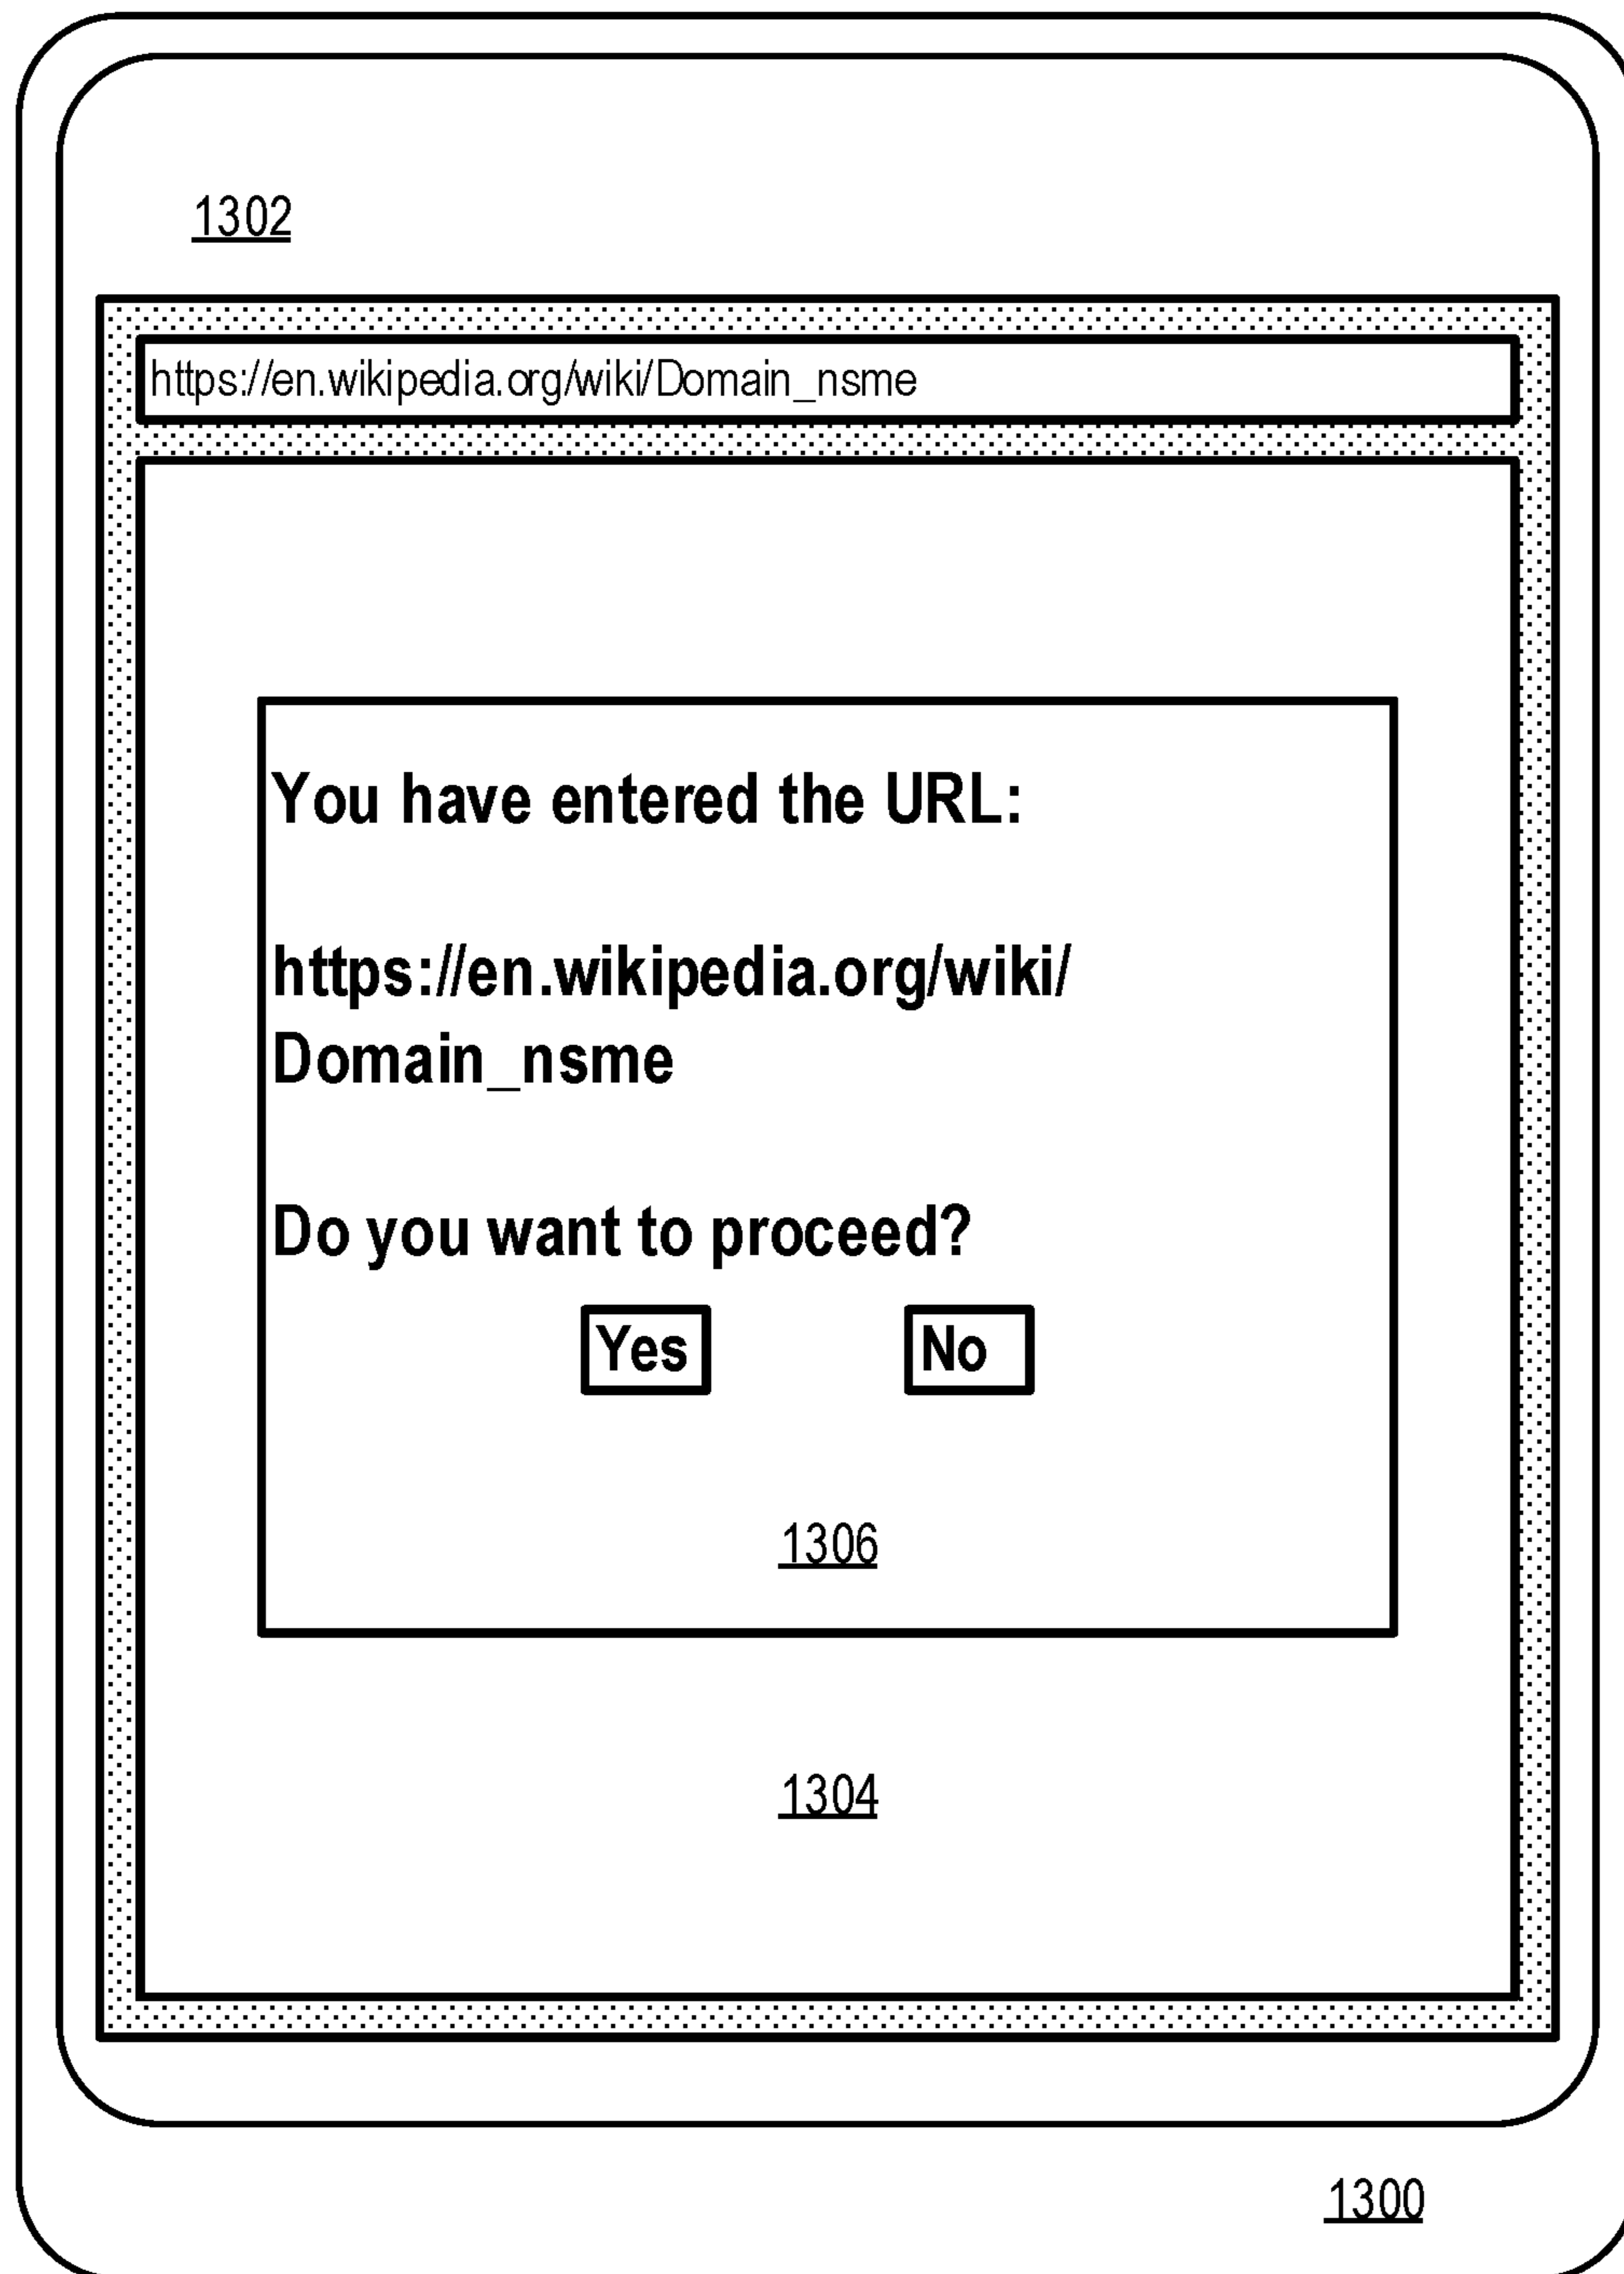 1302
https://en.wikipedia.org/wiki/Domain_nsme
You have entered the URL:
https://en.wikipedia.org/wiki/
Domain_nsme
Do you want to proceed?
Yes No
1306
1304
1300